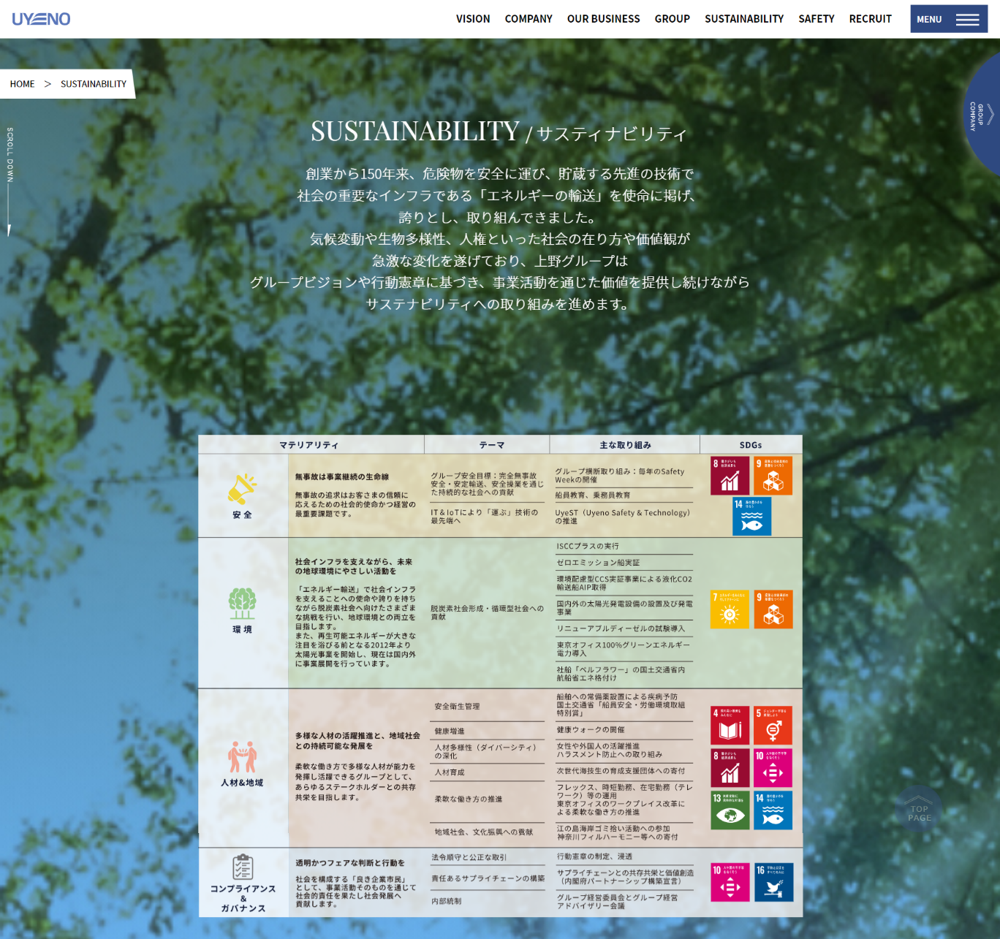 UYENO
VISION
COMPANY
OUR BUSINESS
GROUP
SUSTAINABILITY
SAFETY
RECRUIT
MENU
HOME > SUSTAINABILITY
SCROLL DOWN
GROUP
COMPANY
SUSTAINABILITY / サスティナビリティ
創業から150年来、危険物を安全に運び、貯蔵する先進の技術で
社会の重要なインフラである「エネルギーの輸送」を使命に掲げ、
誇りとし、取り組んできました。
気候変動や生物多様性、人権といった社会の在り方や価値観が
急激な変化を遂げており、上野グループは
グループビジョンや行動憲章に基づき、事業活動を通じた価値を提供し続けながら
サステナビリティへの取り組みを進めます。
マテリアリティ
テーマ
主な取り組み
SDGs
安全
無事故は事業継続の生命線
無事故の追求はお客さまの信頼に
応えるための社会的使命かつ経営の
最重要課題です。
グループ安全目標：完全無事故
安全・安定輸送、安全操業を通じ
た持続的な社会への貢献
IT＆IoTにより「運ぶ」技術の
最先端へ
グループ横断取り組み：毎年のSafety
Weekの開催
船員教育、乗務員教育
UyeST（Uyeno Safety & Technology）
の推進
8
9
14
環境
社会インフラを支えながら、未来
の地球環境にやさしい活動を
「エネルギー輸送」で社会インフラ
を支えることへの使命や誇りを持ち
ながら脱炭素社会へ向けたさまざま
な挑戦を行い、地球環境との両立を
目指します。
また、再生可能エネルギーが大きな
注目を浴びる前となる2012年より
太陽光事業を開始し、現在は国内外
に事業展開を行っています。
脱炭素社会形成・循環型社会への
貢献
ISCCプラスの実行
ゼロエミッション船実証
環境配慮型CCS実証事業による液化CO2
輸送船AIP取得
国内外の太陽光発電設備の設置及び発電
事業
リニューアブルディーゼルの試験導入
東京オフィス100%グリーンエネルギー
電力導入
社船「ベルフラワー」の国土交通省内
航船省エネ格付け
7
9
人材&地域
多様な人材の活躍推進と、地域社会
との持続可能な発展を
柔軟な働き方で多様な人材が能力を
発揮し活躍できるグループとして、
あらゆるステークホルダーとの共存
共栄を目指します。
安全衛生管理
健康増進
人材多様性（ダイバーシティ）
の深化
人材育成
柔軟な働き方の推進
地域社会、文化振興への貢献
船舶への常備薬設置による疾病予防
国土交通省「船員安全・労働環境取組
特別賞」
健康ウォークの開催
女性や外国人の活躍推進
ハラスメント防止への取り組み
次世代海技生の育成支援団体への寄付
フレックス、時短勤務、在宅勤務（テレ
ワーク）等の運用
東京オフィスのワークプレイス改革に
よる柔軟な働き方の推進
江の島海岸ゴミ拾い活動への参加
神奈川フィルハーモニー等への寄付
4
5
8
10
13
14
TOP
PAGE
コンプライアンス
&
ガバナンス
透明かつフェアな判断と行動を
社会を構成する「良き企業市民」
として、事業活動そのものを通じて
社会的責任を果たし社会発展へ
貢献します。
法令順守と公正な取引
責任あるサプライチェーンの構築
内部統制
行動憲章の制定、浸透
サプライチェーンとの共存共栄と価値創造
（内閣府パートナーシップ構築宣言）
グループ経営委員会とグループ経営
アドバイザリー会議
10
16